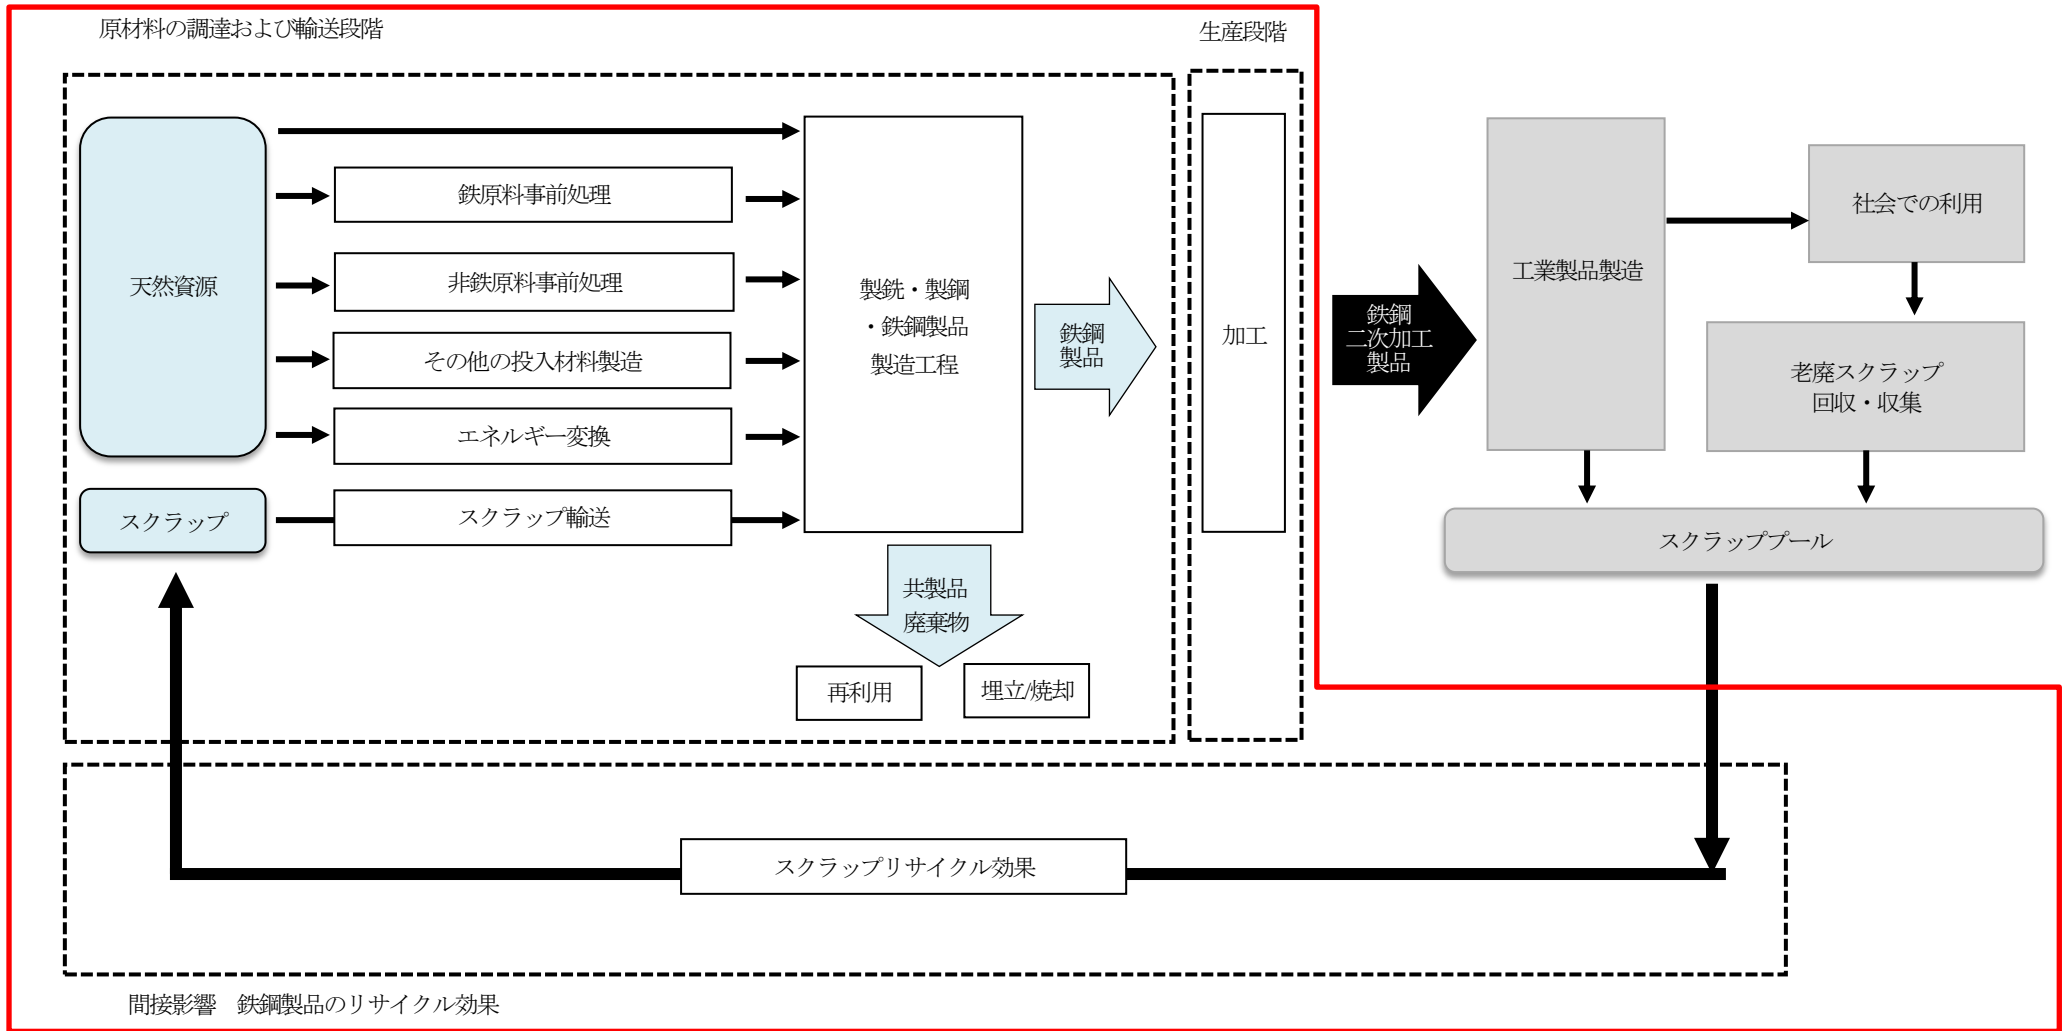 原材料の調達および輸送段階
生産段階
天然資源
鉄原料事前処理
非鉄原料事前処理
その他の投入材料製造
エネルギー変換
スクラップ
スクラップ輸送
製銑・製鋼
・鉄鋼製品
製造工程
鉄鋼
製品
加工
鉄鋼
二次加工
製品
工業製品製造
社会での利用
老廃スクラップ
回収・収集
スクラッププール
共製品
廃棄物
再利用
埋立/焼却
スクラップリサイクル効果
間接影響　鉄鋼製品のリサイクル効果